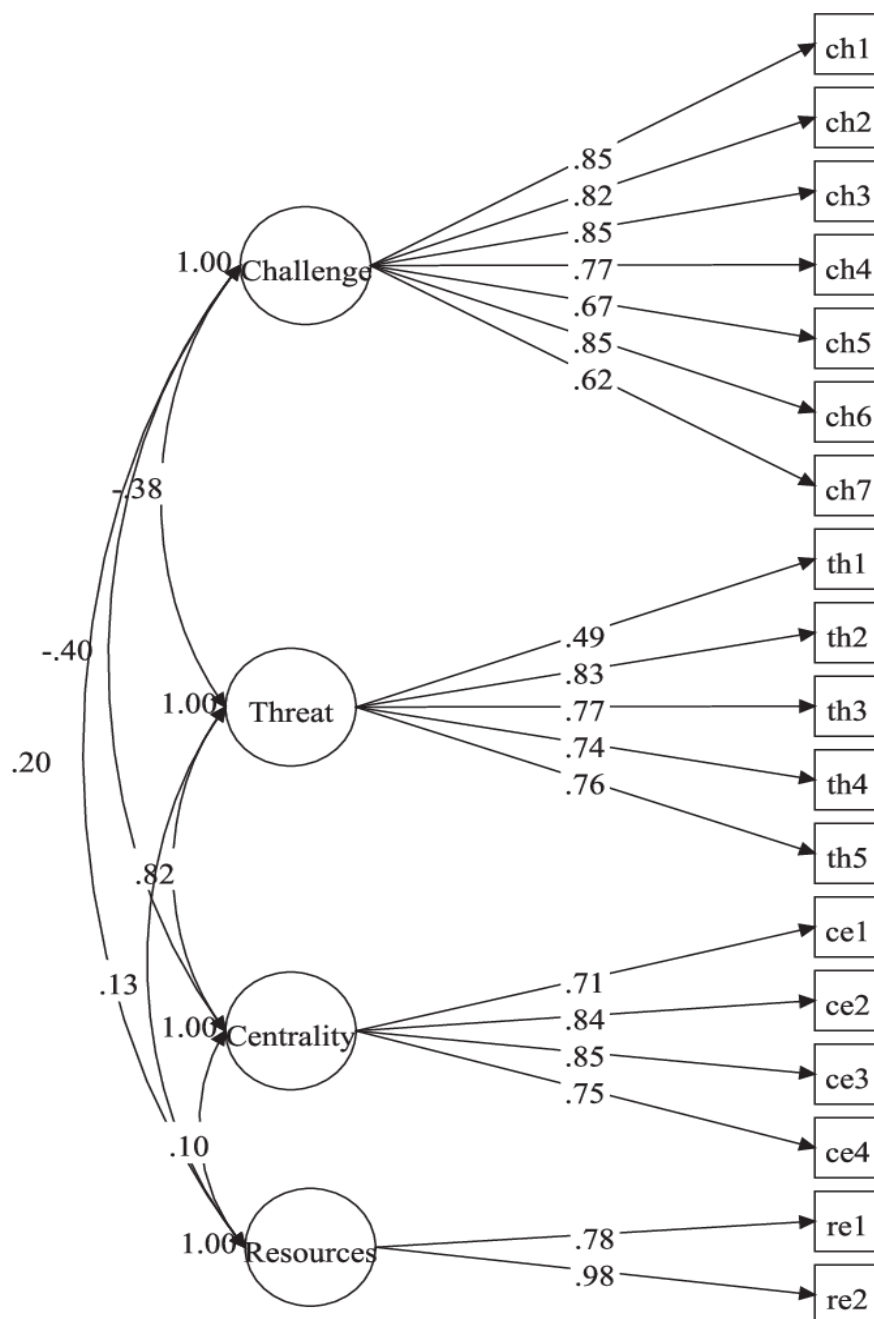 ch1
ch2
.85
.82
ch3
.85
1.00 Challenge
.77
ch4
.67
ch5
.85
.62
ch6
-.38
ch7
th1
.49
th2
-.40
.83
1.00 Threat
.77
th3
.74
.20
th4
.76
th5
.82
ce1
.13
.71
ce2
.84
1.00 Centrality
.85
ce3
.75
.10
ce4
re1
.78
1.00 Resources
.98
re2